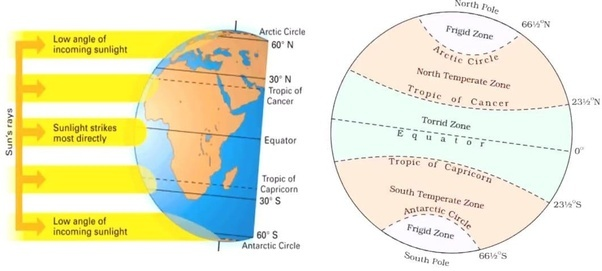 Sun's rays
Low angle of
incoming sunlight
Sunlight strikes
most directly
Low angle of
incoming sunlight
Arctic Circle
60° N
30° N
Tropic of
Cancer
Equator
Tropic of
Capricorn
30° S
60° S
Antarctic Circle
North Pole
66½°N
Frigid Zone
Arctic Circle
North Temperate Zone
Tropic of Cancer
23½°N
Torrid Zone
Equator
0°
Tropic of Capricorn
South Temperate Zone
23½°S
Antarctic Circle
Frigid Zone
66½°S
South Pole